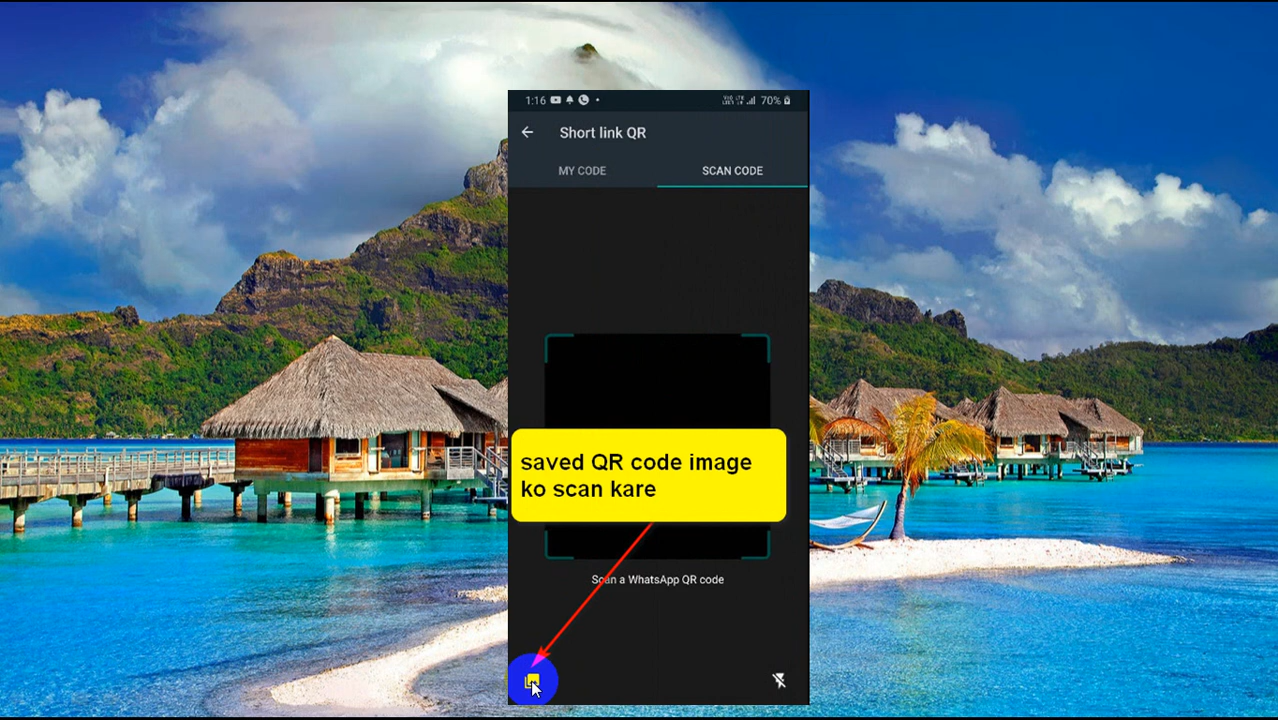 1:16 70%
Short link QR
MY CODE SCAN CODE
saved QR code image
ko scan kare
Scan a WhatsApp QR code